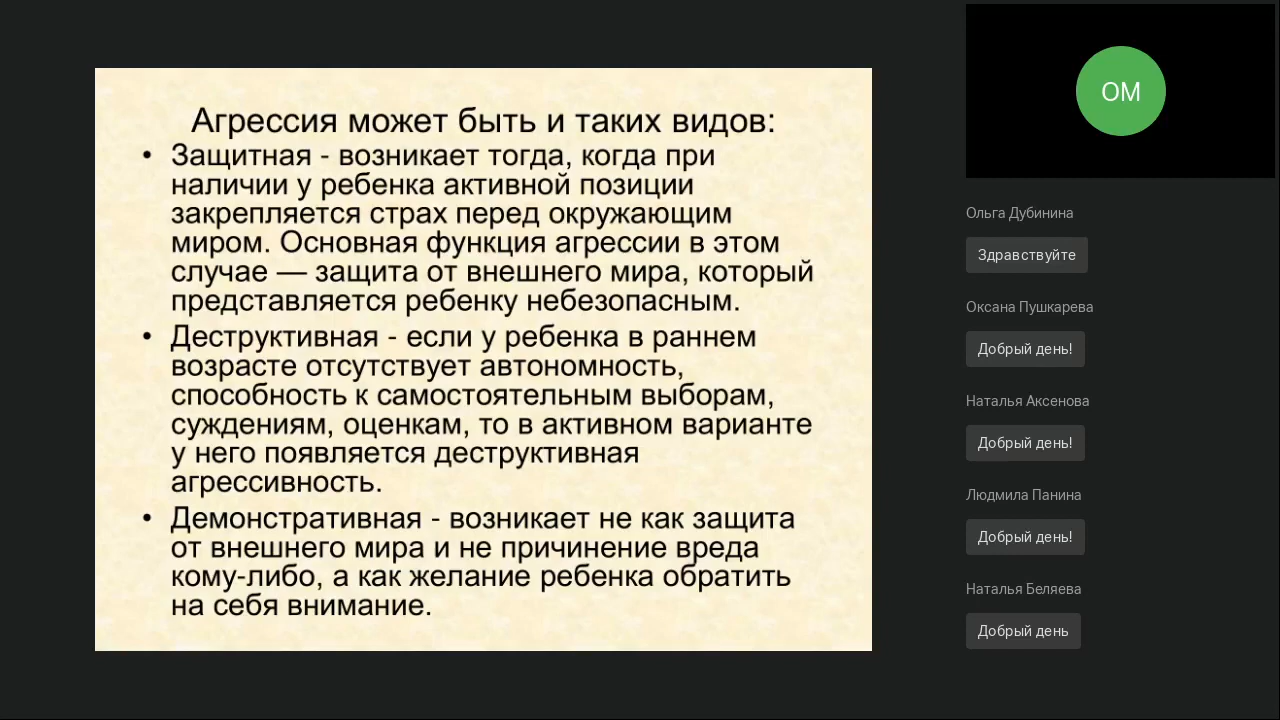 Агрессия может быть и таких видов:
• Защитная - возникает тогда, когда при
наличии у ребенка активной позиции
закрепляется страх перед окружающим
миром. Основная функция агрессии в этом
случае — защита от внешнего мира, который
представляется ребенку небезопасным.
• Деструктивная - если у ребенка в раннем
возрасте отсутствует автономность,
способность к самостоятельным выборам,
суждениям, оценкам, то в активном варианте
у него появляется деструктивная
агрессивность.
• Демонстративная - возникает не как защита
от внешнего мира и не причинение вреда
кому-либо, а как желание ребенка обратить
на себя внимание.
ОМ
Ольга Дубинина
Здравствуйте
Оксана Пушкарева
Добрый день!
Наталья Аксенова
Добрый день!
Людмила Панина
Добрый день!
Наталья Беляева
Добрый день